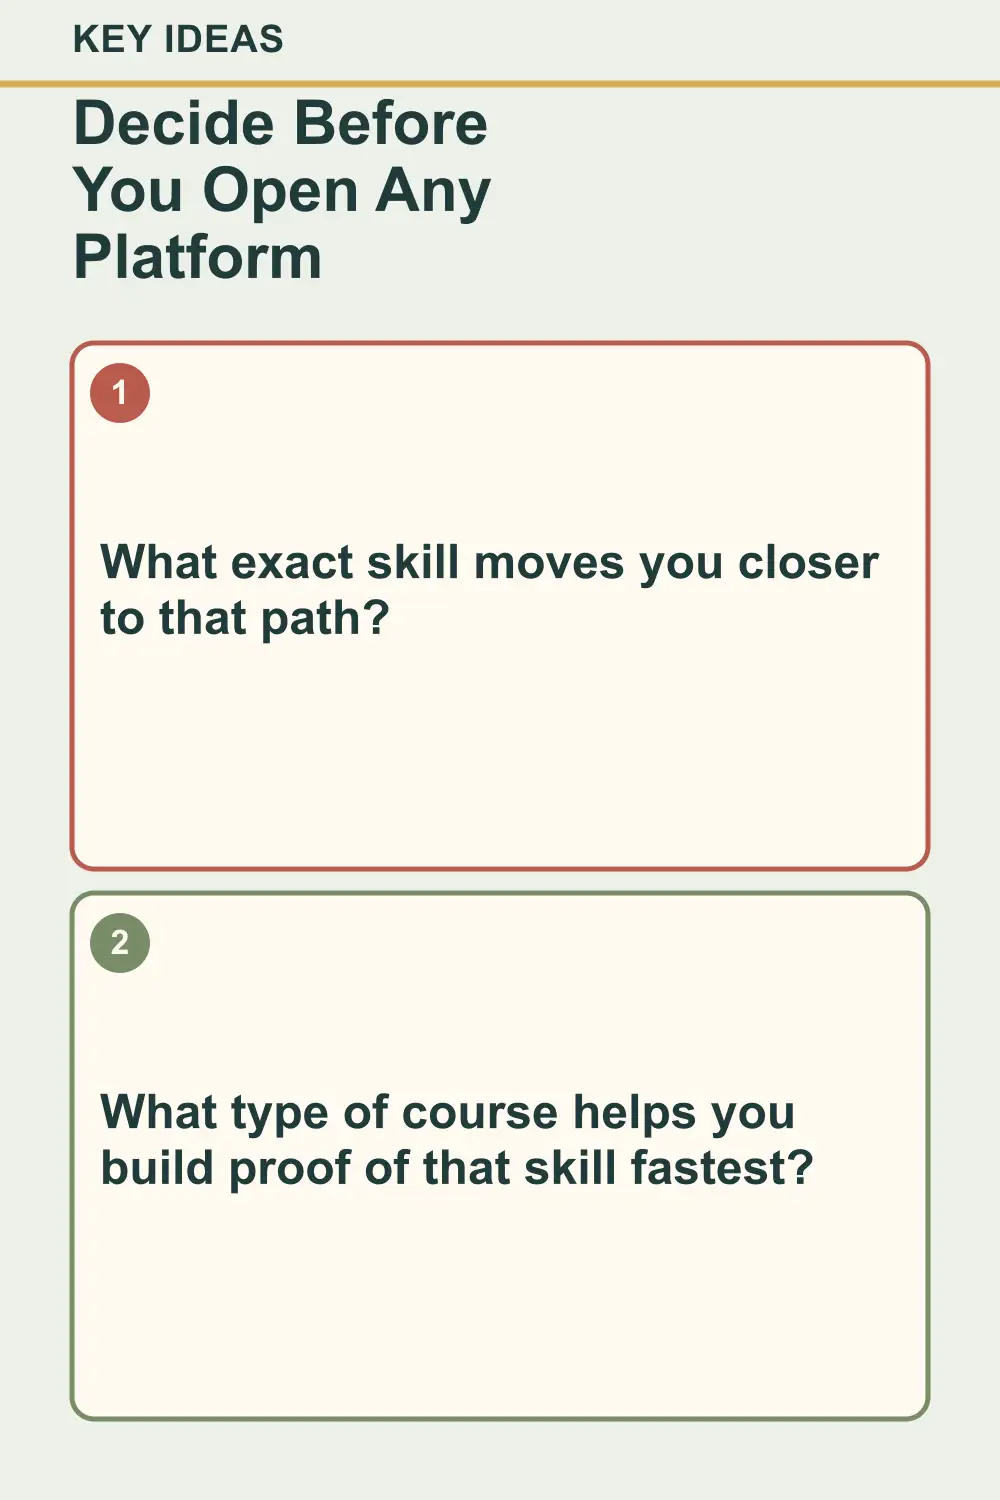 KEY IDEAS
Decide Before
You Open Any
Platform
1
What exact skill moves you closer
to that path?
2
What type of course helps you
build proof of that skill fastest?